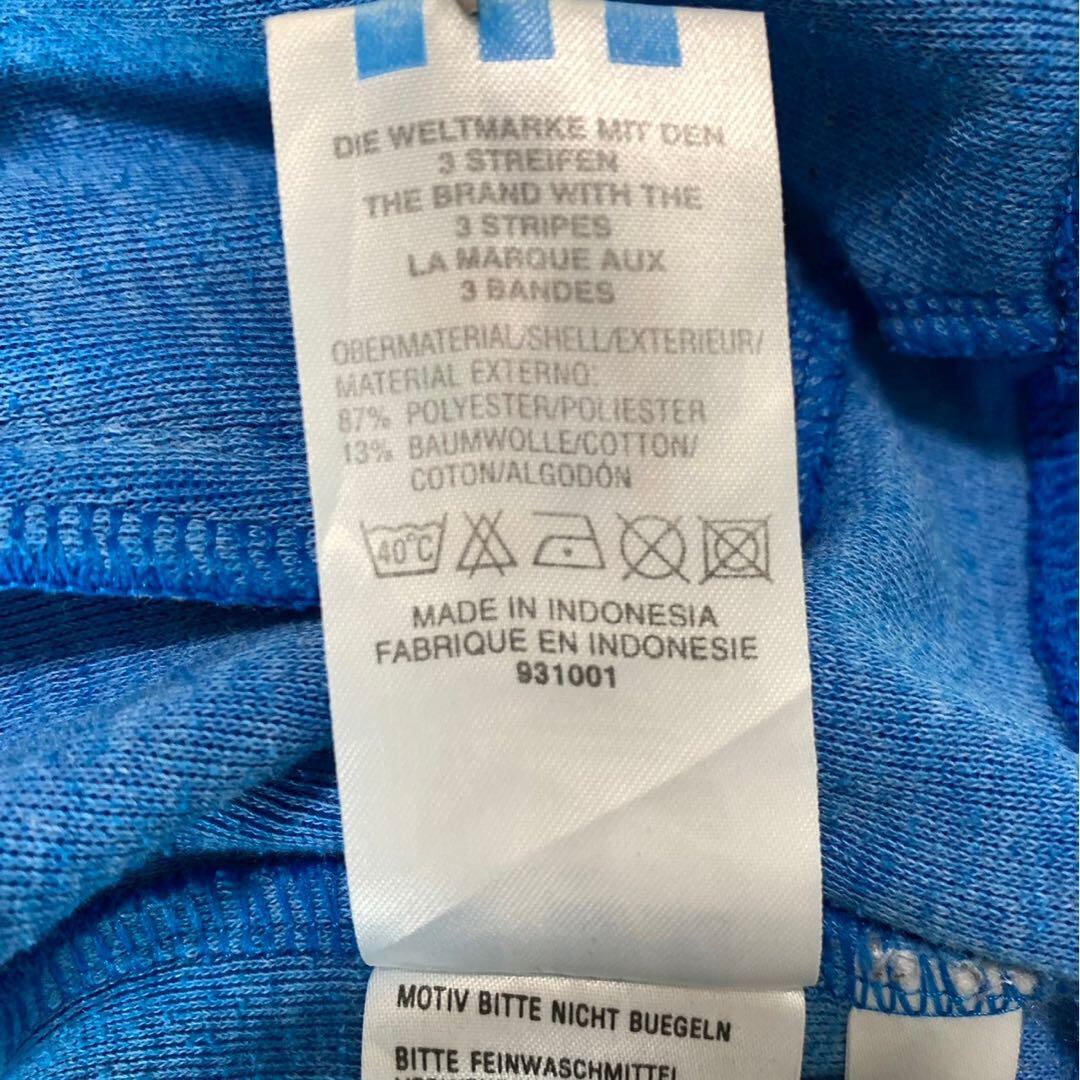 DIE WELTMARKE MIT DEN
3 STREIFEN
THE BRAND WITH THE
3 STRIPES
LA MARQUE AUX
3 BANDES
OBERMATERIAL/SHELL/EXTERIEUR/
MATERIAL EXTERNO:
87% POLYESTER/POLIESTER
13% BAUMWOLLE/COTTON/
COTON/ALGODÓN
40°C
MADE IN INDONESIA
FABRIQUE EN INDONESIE
931001
MOTIV BITTE NICHT BUEGELN
BITTE FEINWASCHMITTEL